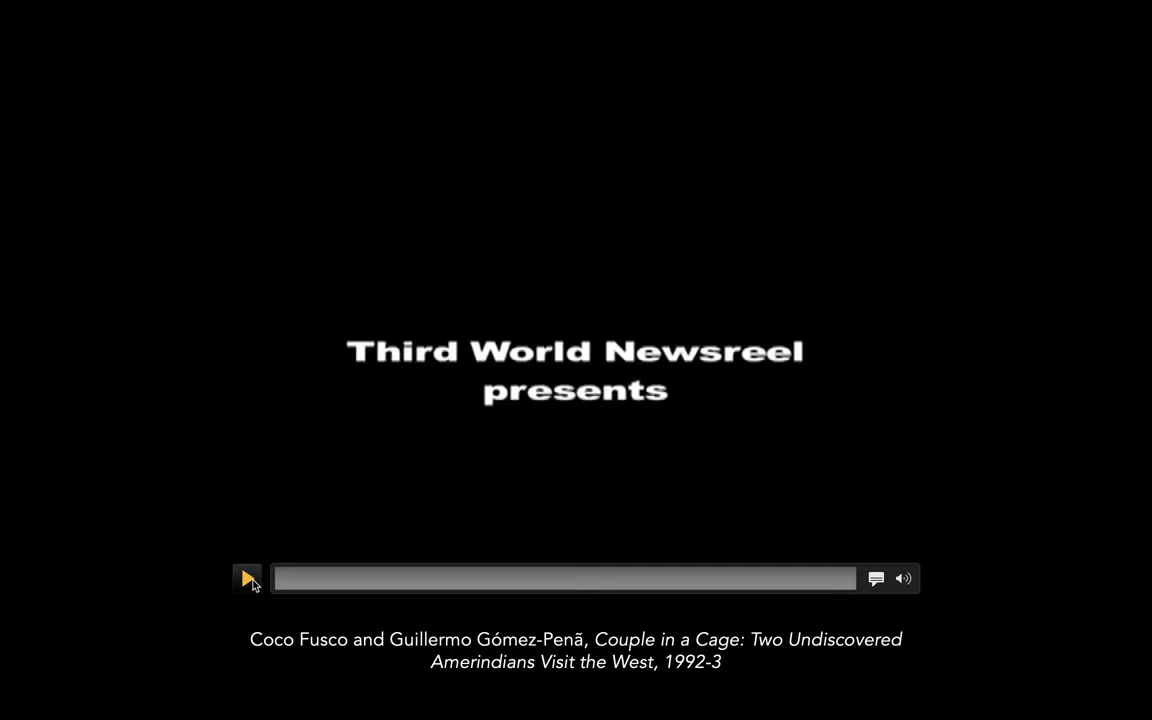 Third World Newsreel
presents
Coco Fusco and Guillermo Gómez-Penã, Couple in a Cage: Two Undiscovered
Amerindians Visit the West, 1992-3